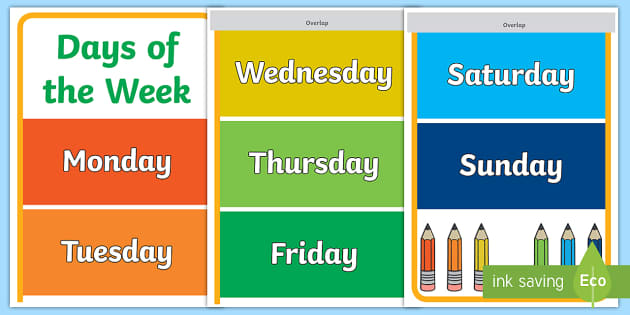 Days of
the Week
Monday
Tuesday
Overlap
Wednesday
Thursday
Friday
Overlap
Saturday
Sunday
ink saving
Eco